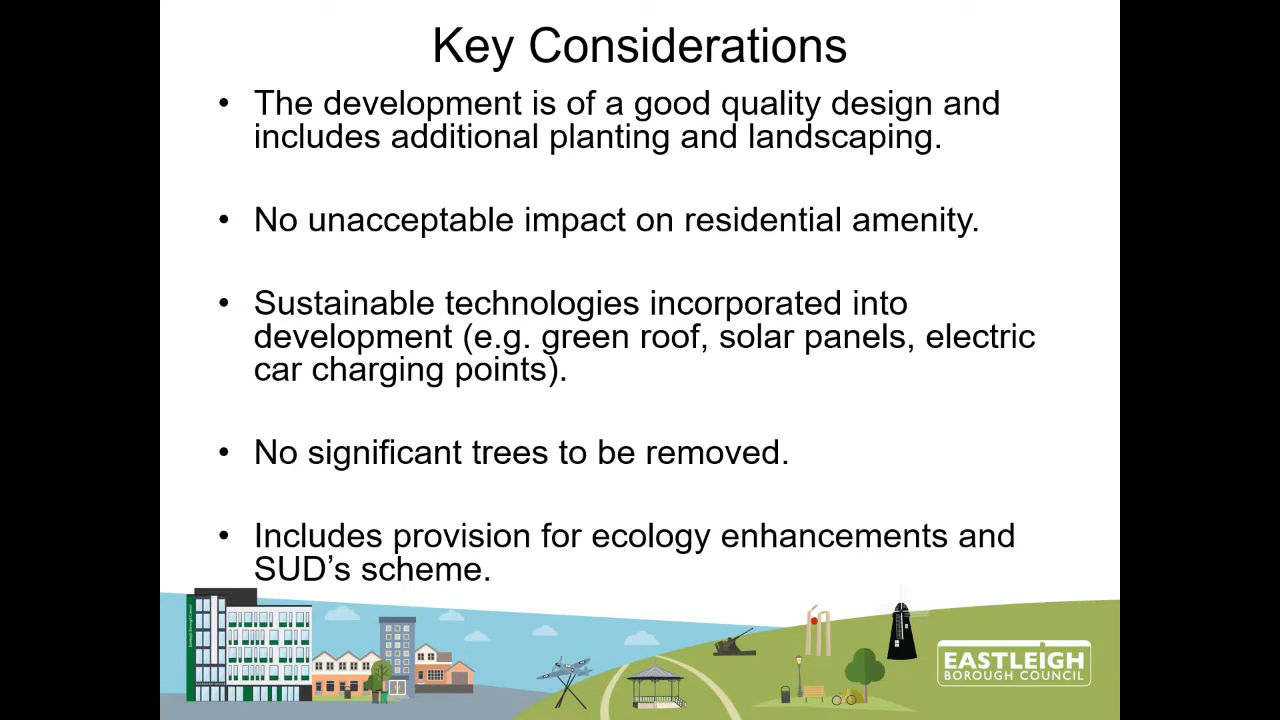 Key Considerations
• The development is of a good quality design and
includes additional planting and landscaping.
• No unacceptable impact on residential amenity.
• Sustainable technologies incorporated into
development (e.g. green roof, solar panels, electric
car charging points).
• No significant trees to be removed.
• Includes provision for ecology enhancements and
SUD’s scheme.
EASTLEIGH
BOROUGH COUNCIL